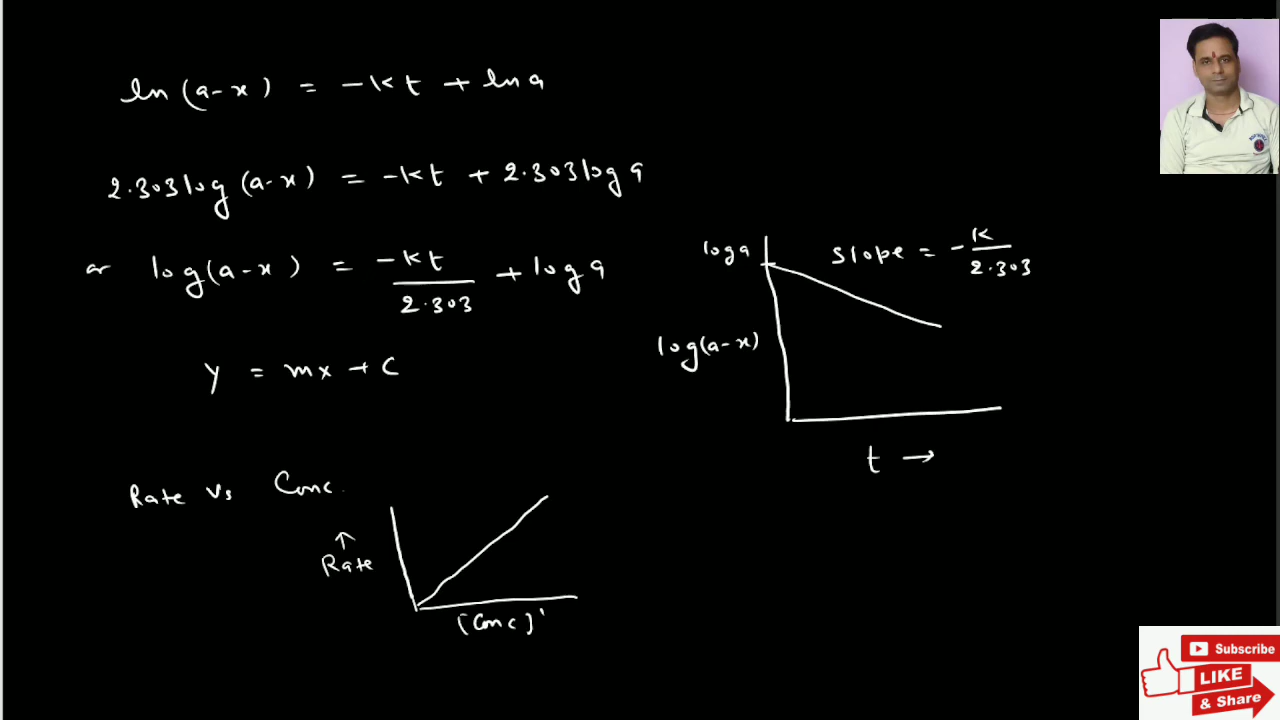 ln(a-x) = -kt + ln a
2.303 log(a-x) = -kt + 2.303 log a
or log(a-x) = -kt/2.303 + log a
y = mx + c
log a
slope = -k/2.303
log(a-x)
t →
Rate Vs Conc.
↑
Rate
[Conc]'
Subscribe
LIKE
& Share